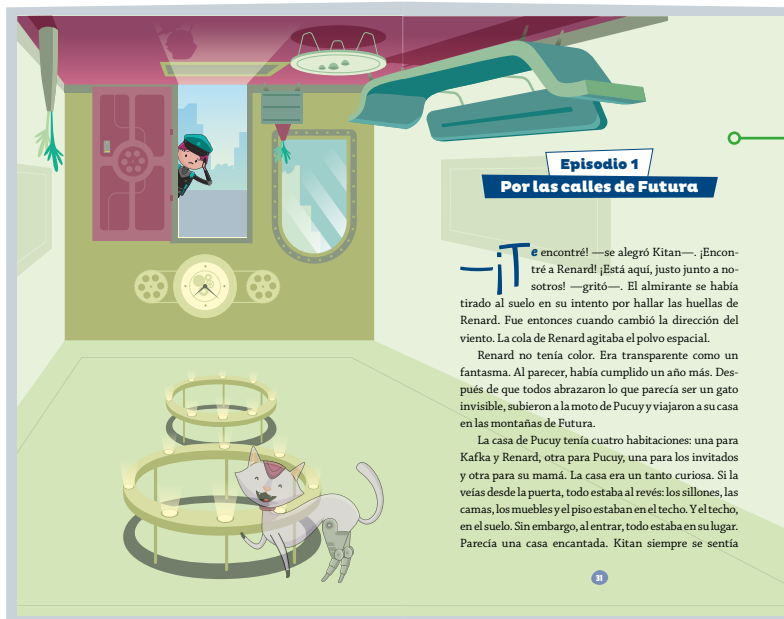 Episodio 1
Por las calles de Futura
—¡Te encontré! —se alegró Kitan—. ¡Encon-
tré a Renard! ¡Está aquí, justo junto a no-
sotros! —gritó—. El almirante se había
tirado al suelo en su intento por hallar las huellas de
Renard. Fue entonces cuando cambió la dirección del
viento. La cola de Renard agitaba el polvo espacial.
Renard no tenía color. Era transparente como un
fantasma. Al parecer, había cumplido un año más. Des-
pués de que todos abrazaron lo que parecía ser un gato
invisible, subieron a la moto de Pucuy y viajaron a su casa
en las montañas de Futura.
La casa de Pucuy tenía cuatro habitaciones: una para
Kafka y Renard, otra para Pucuy, una para los invitados
y otra para su mamá. La casa era un tanto curiosa. Si la
veías desde la puerta, todo estaba al revés: los sillones, las
camas, los muebles y el piso estaban en el techo. Y el techo,
en el suelo. Sin embargo, al entrar, todo estaba en su lugar.
Parecía una casa encantada. Kitan siempre se sentía
31